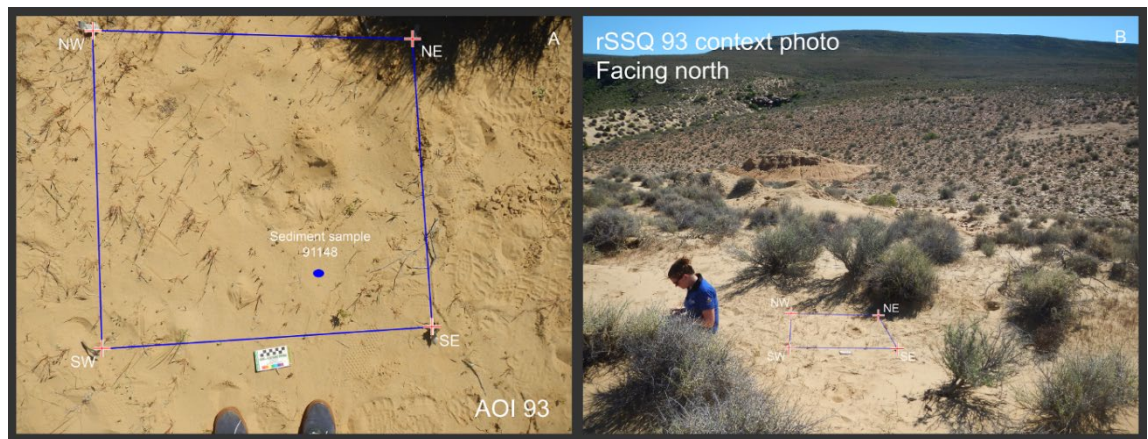 NW
NE
A
Sediment sample
91148
SW
SE
AOI 93
rSSQ 93 context photo
B
Facing north
NW
NE
SW
SE